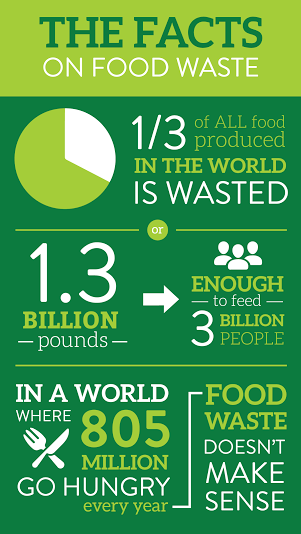 THE FACTS
ON FOOD WASTE
1/3 of ALL food
produced
IN THE WORLD
IS WASTED
or
1.3
BILLION
pounds
ENOUGH
to feed
3 BILLION
PEOPLE
IN A WORLD
WHERE 805
MILLION
GO HUNGRY
every year
FOOD
WASTE
DOESN'T
MAKE
SENSE